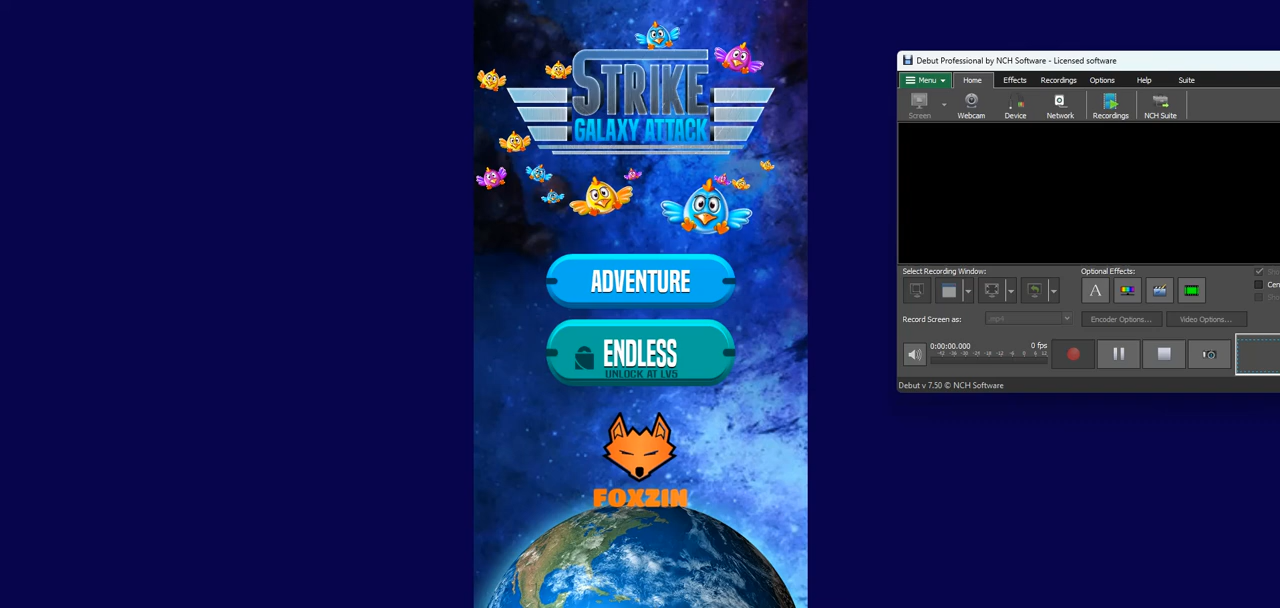 STRIKE
GALAXY ATTACK
ADVENTURE
ENDLESS
UNLOCK AT LV5
FOXZIN
Debut Professional by NCH Software - Licensed software
Menu Home Effects Recordings Options Help Suite
Screen Webcam Device Network Recordings NCH Suite
Select Recording Window: Optional Effects:
A
Record Screen as: .mp4 Encoder Options... Video Options...
0:00:00.000 0 fps
Debut v 7.50 © NCH Software